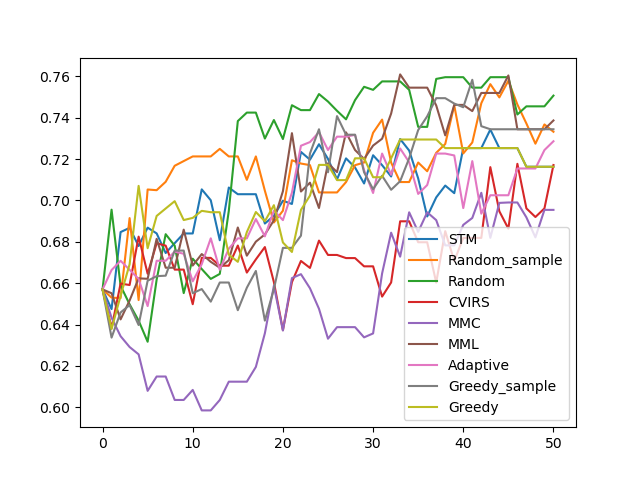 0.76
0.74
0.72
0.70
0.68
0.66
0.64
0.62
0.60
STM
Random_sample
Random
CVIRS
MMC
MML
Adaptive
Greedy_sample
Greedy
0 10 20 30 40 50